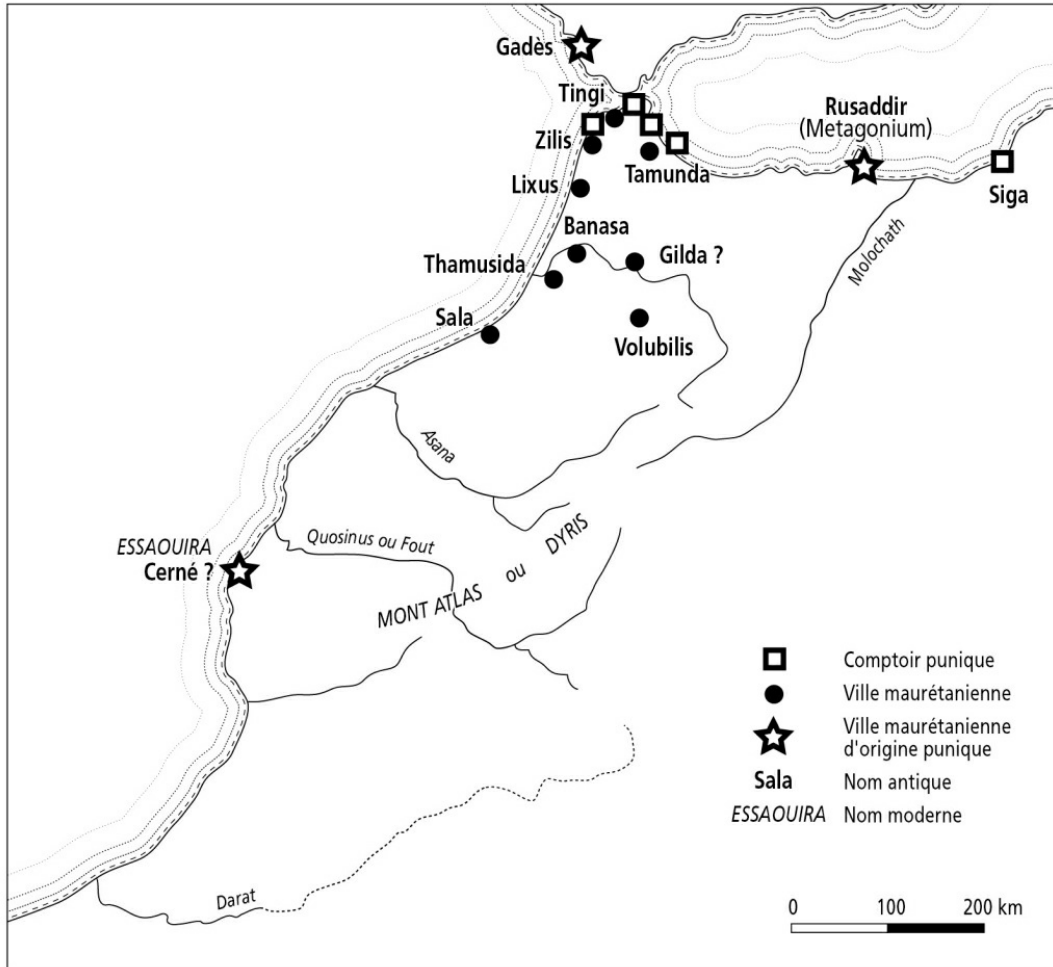 Gadès
Tingi
Rusaddir
(Metagonium)
Zilis
Tamunda
Siga
Lixus
Banasa
Gilda ?
Molochath
Thamusida
Sala
Volubilis
Asana
ESSAOUIRA
Cerné ?
Quosinus ou Fout
MONT ATLAS ou DYRIS
Darat
Comptoir punique
Ville maurétanienne
Ville maurétanienne
d'origine punique
Sala Nom antique
ESSAOUIRA Nom moderne
0 100 200 km